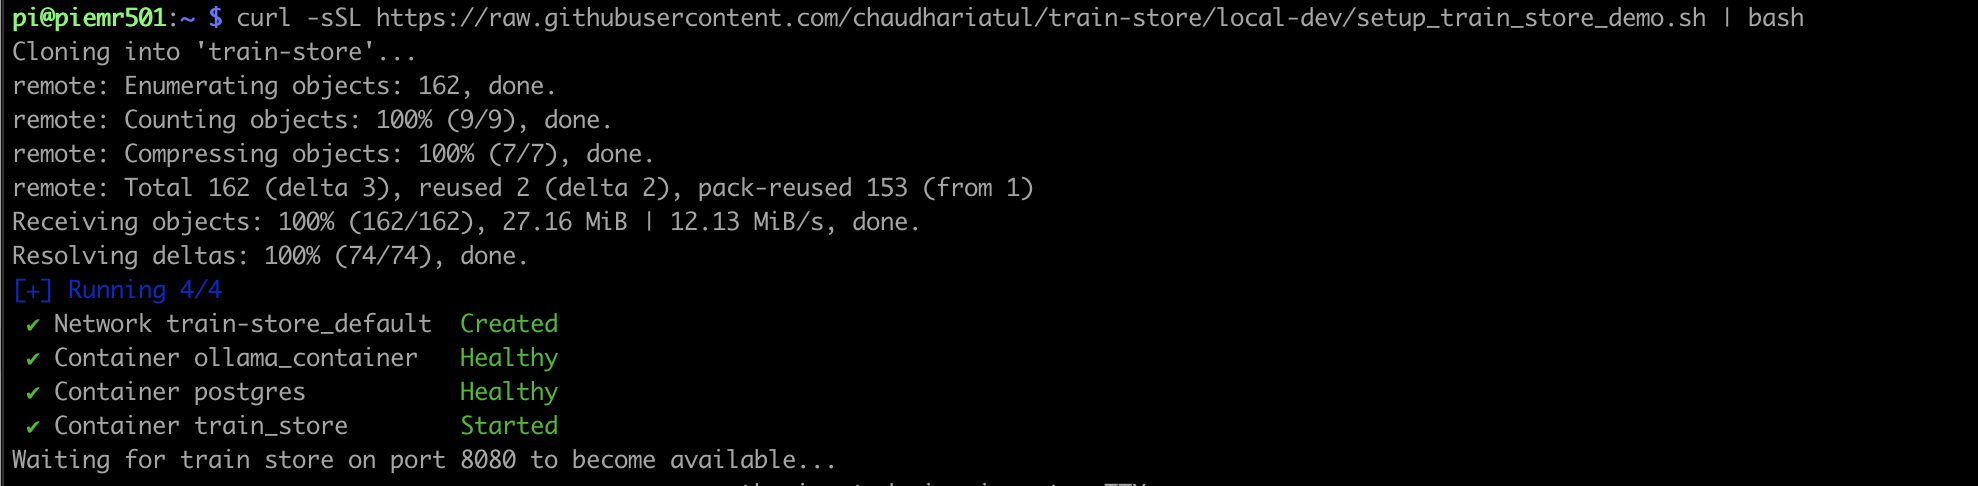 pi@piemr501:~ $ curl -sSL https://raw.githubusercontent.com/chaudhariatul/train-store/local-dev/setup_train_store_demo.sh | bash
Cloning into 'train-store'...
remote: Enumerating objects: 162, done.
remote: Counting objects: 100% (9/9), done.
remote: Compressing objects: 100% (7/7), done.
remote: Total 162 (delta 3), reused 2 (delta 2), pack-reused 153 (from 1)
Receiving objects: 100% (162/162), 27.16 MiB | 12.13 MiB/s, done.
Resolving deltas: 100% (74/74), done.
[+] Running 4/4
✔ Network train-store_default  Created
✔ Container ollama_container   Healthy
✔ Container postgres           Healthy
✔ Container train_store        Started
Waiting for train store on port 8080 to become available...